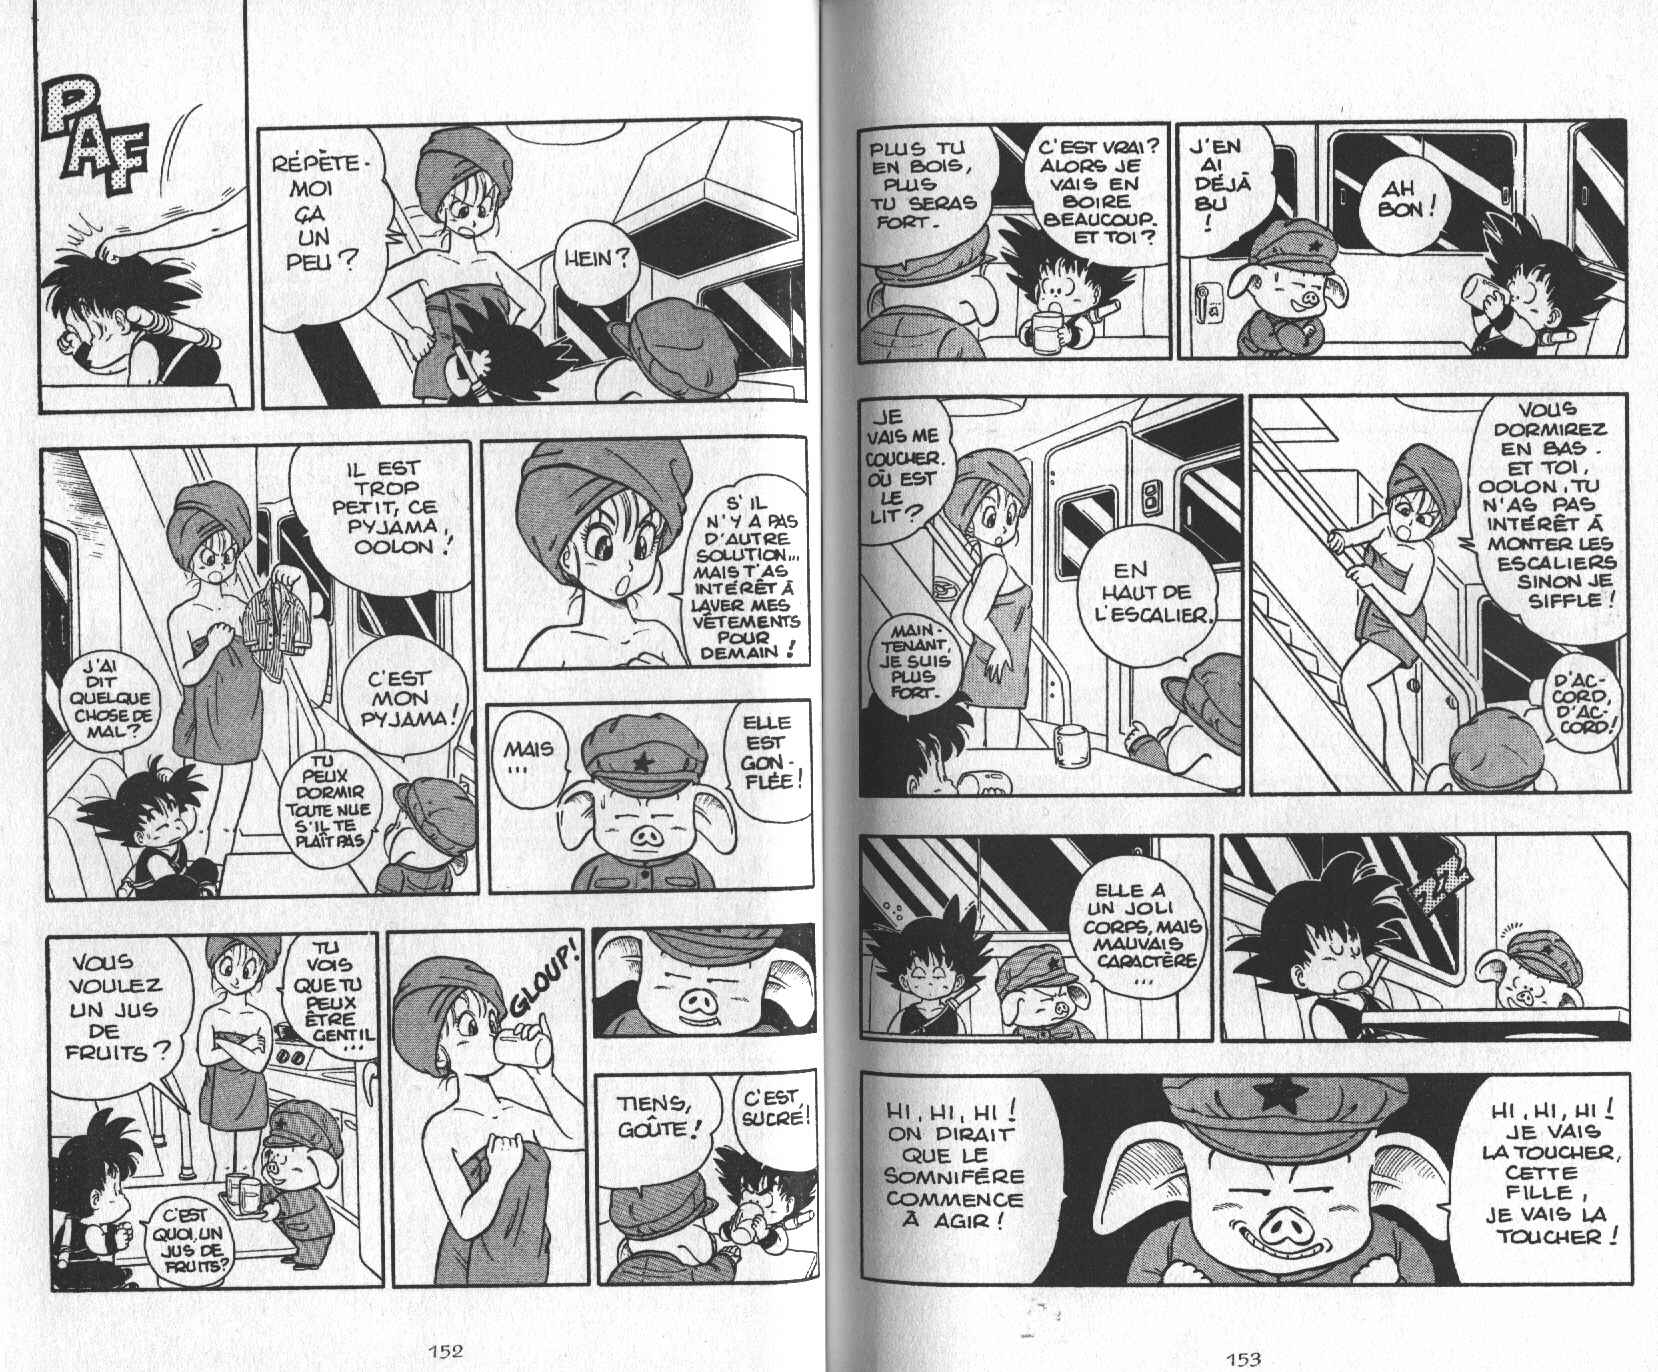 PAF
RÉPÈTE-
MOI
ÇA
UN
PEU?
HEIN?
IL EST
TROP
PETIT, CE
PYJAMA,
OOLON!
C'EST
MON
PYJAMA!
J'AI
DIT
QUELQUE
CHOSE DE
MAL?
TU
PEUX
DORMIR
TOUTE NUE
S'IL TE
PLAÎT PAS
S'IL
N'Y A PAS
D'AUTRE
SOLUTION...
MAIS T'AS
INTÉRÊT À
LAVER MES
VÊTEMENTS
POUR
DEMAIN!
MAIS
...
ELLE
EST
GON-
FLÉE!
VOUS
VOULEZ
UN JUS
DE
FRUITS?
TU
VOIS
QUE TU
PEUX
ÊTRE
GENTIL
...
C'EST
QUOI, UN
JUS DE
FRUITS?
GLOUP!
TIENS,
GOÛTE!
C'EST,
SUCRÉ!
152
PLUS TU
EN BOIS,
PLUS
TU SERAS
FORT.
C'EST VRAI?
ALORS JE
VAIS EN
BOIRE
BEAUCOUP.
ET TOI?
J'EN
AI
DÉJÀ
BU
!
AH
BON!
JE
VAIS ME
COUCHER.
OÙ EST
LE
LIT?
EN
HAUT DE
L'ESCALIER.
MAIN-
TENANT,
JE SUIS
PLUS
FORT.
VOUS
DORMIREZ
EN BAS.
ET TOI,
OOLON, TU
N'AS PAS
INTÉRÊT À
MONTER LES
ESCALIERS
SINON JE
SIFFLE!
D'AC-
CORD,
D'AC-
CORD!
ELLE A
UN JOLI
CORPS, MAIS
MAUVAIS
CARACTÈRE
...
HI, HI, HI!
ON DIRAIT
QUE LE
SOMNIFÉRE
COMMENCE
À AGIR!
HI, HI, HI!
JE VAIS
LA TOUCHER,
CETTE
FILLE,
JE VAIS LA
TOUCHER!
153